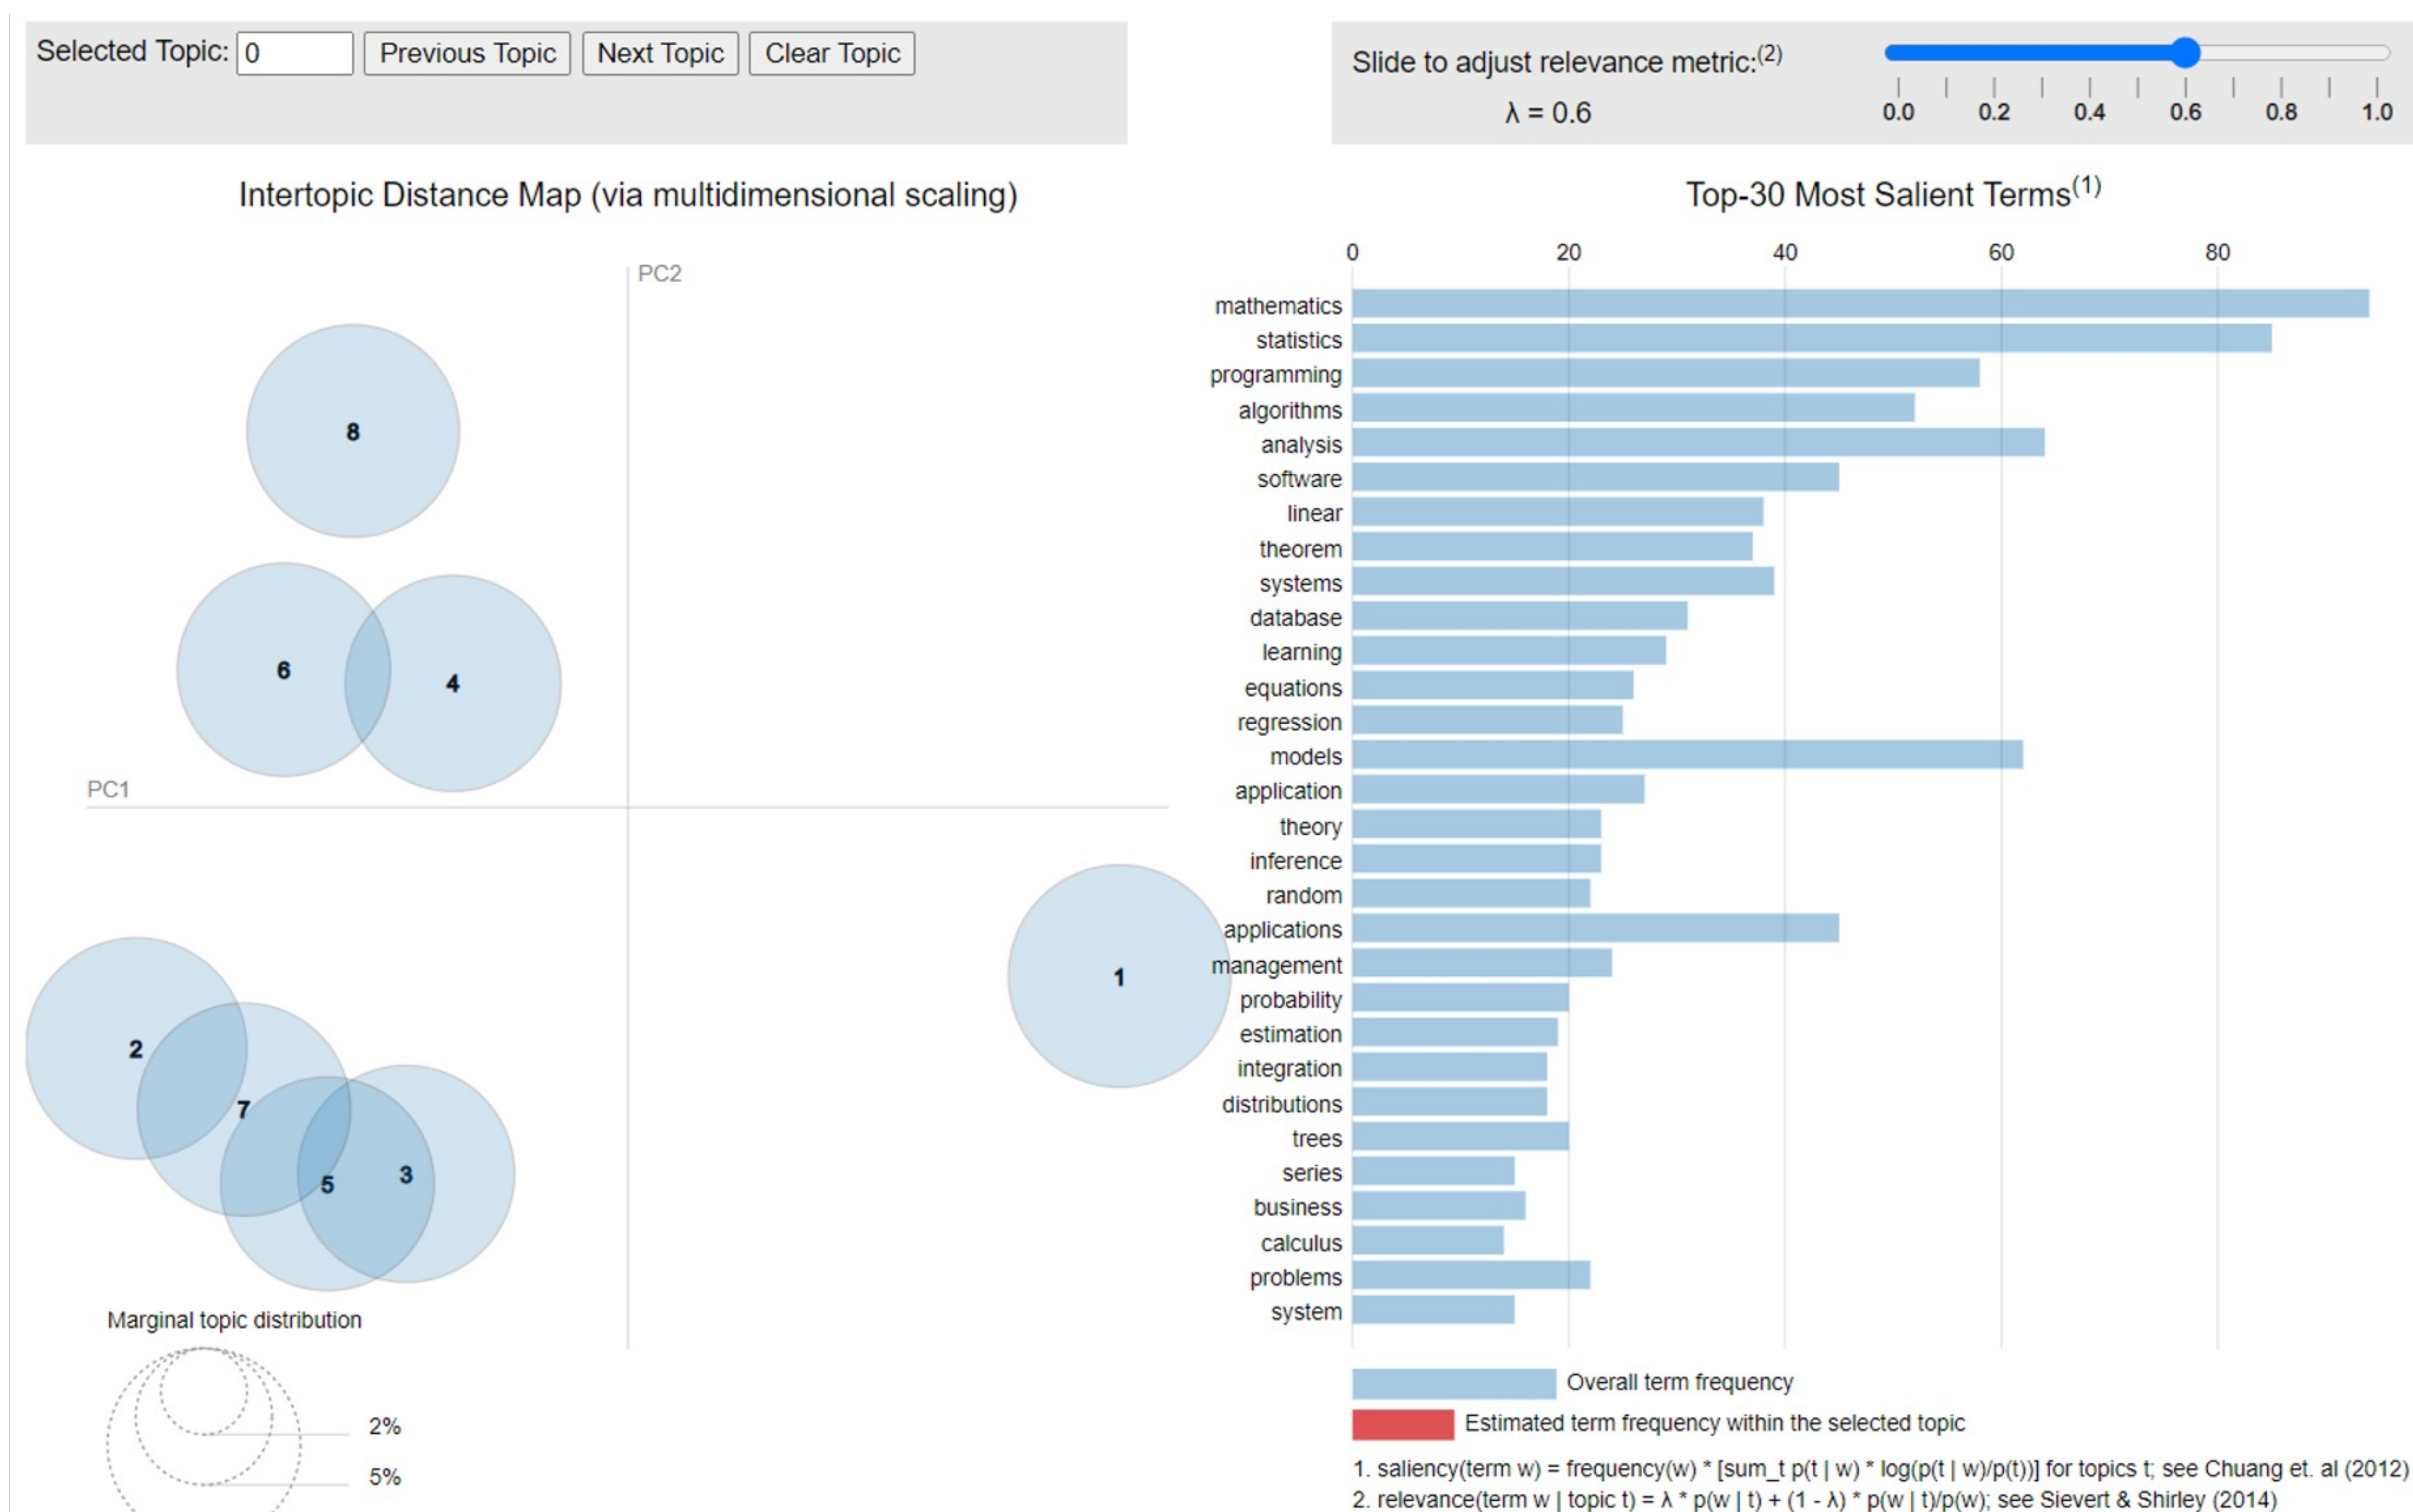 Selected Topic: 0 Previous Topic Next Topic Clear Topic
Slide to adjust relevance metric:(2)
λ = 0.6
0.0 0.2 0.4 0.6 0.8 1.0
Intertopic Distance Map (via multidimensional scaling)
PC2
8
6
4
PC1
1
2
7
5
3
Marginal topic distribution
2%
5%
Top-30 Most Salient Terms(1)
0 20 40 60 80
mathematics
statistics
programming
algorithms
analysis
software
linear
theorem
systems
database
learning
equations
regression
models
application
theory
inference
random
applications
management
probability
estimation
integration
distributions
trees
series
business
calculus
problems
system
Overall term frequency
Estimated term frequency within the selected topic
1. saliency(term w) = frequency(w) * [sum_t p(t | w) * log(p(t | w)/p(t))] for topics t; see Chuang et. al (2012)
2. relevance(term w | topic t) = λ * p(w | t) + (1 - λ) * p(w | t)/p(w); see Sievert & Shirley (2014)